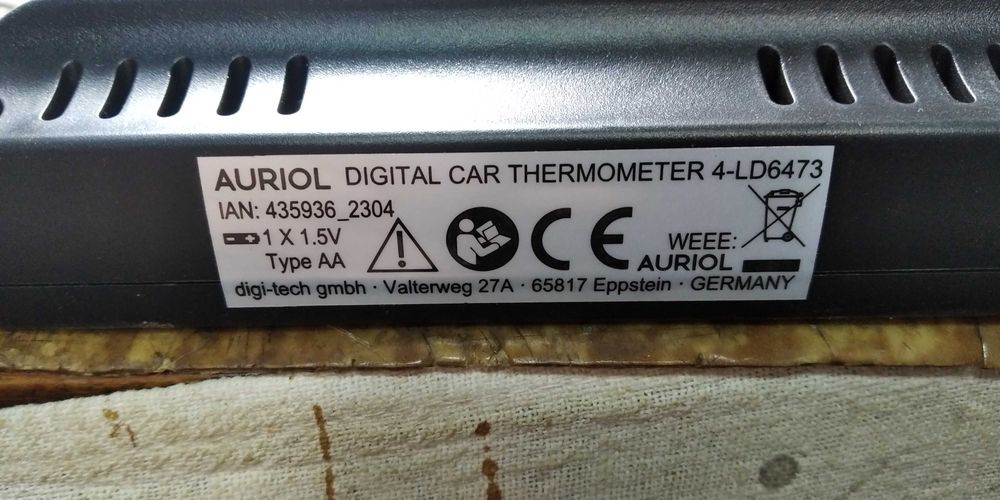 AURIOL DIGITAL CAR THERMOMETER 4-LD6473
IAN: 435936_2304
1 X 1.5V
Type AA
CE
WEEE:
AURIOL
digi-tech gmbh · Valterweg 27A · 65817 Eppstein · GERMANY